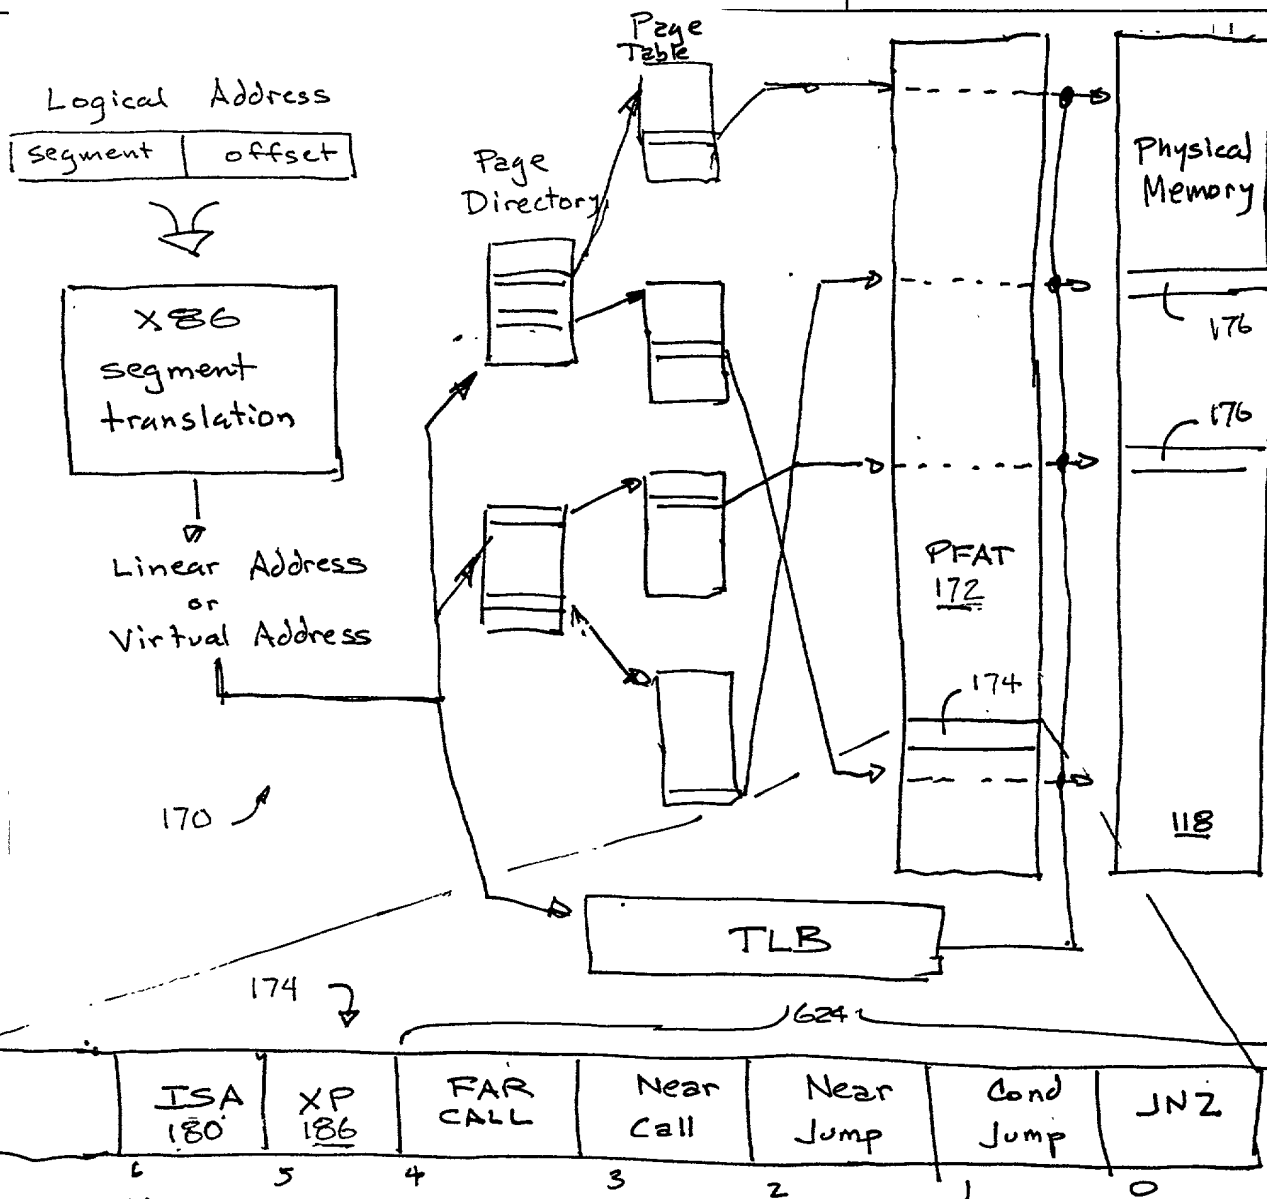 Page
Table
Logical Address
segment offset
Page
Directory
Physical
Memory
X86
segment
translation
176
176
Linear Address
or
Virtual Address
PFAT
172
174
170
118
TLB
174
624
ISA
180
XP
186
FAR
CALL
Near
Call
Near
Jump
Cond
Jump
JNZ
6 5 4 3 2 1 0